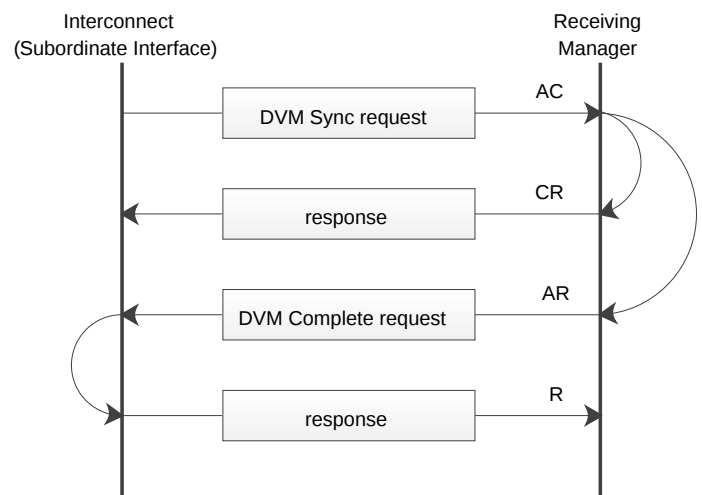 Interconnect
(Subordinate Interface)
Receiving
Manager
AC
DVM Sync request
CR
response
AR
DVM Complete request
R
response